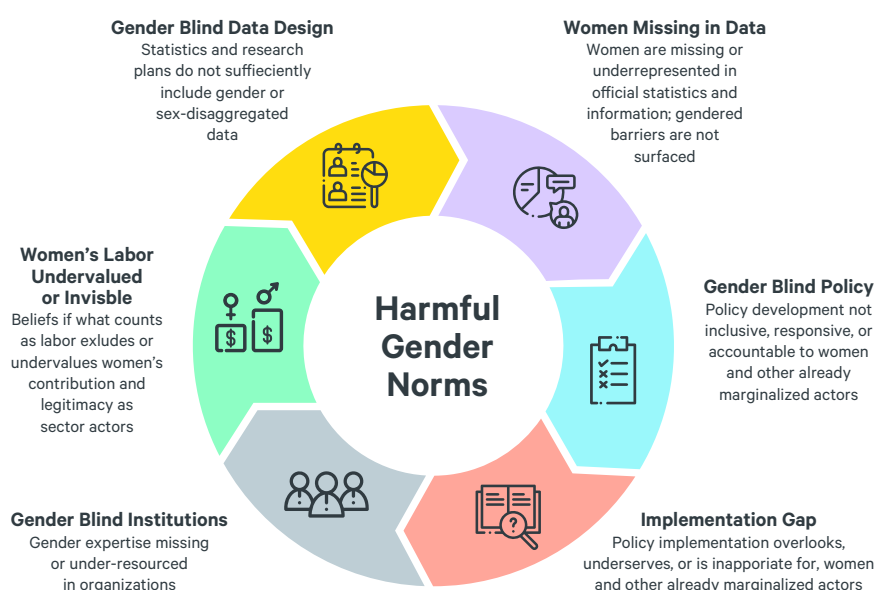 Gender Blind Data Design
Statistics and research
plans do not suffieciently
include gender or
sex-disaggregated
data
Women Missing in Data
Women are missing or
underrepresented in
official statistics and
information; gendered
barriers are not
surfaced
Gender Blind Policy
Policy development not
inclusive, responsive, or
accountable to women
and other already
marginalized actors
Implementation Gap
Policy implementation overlooks,
underserves, or is inapporiate for, women
and other already marginalized actors
Gender Blind Institutions
Gender expertise missing
or under-resourced
in organizations
Women’s Labor
Undervalued
or Invisble
Beliefs if what counts
as labor exludes or
undervalues women’s
contribution and
legitimacy as
sector actors
$ $
?
Harmful
Gender
Norms